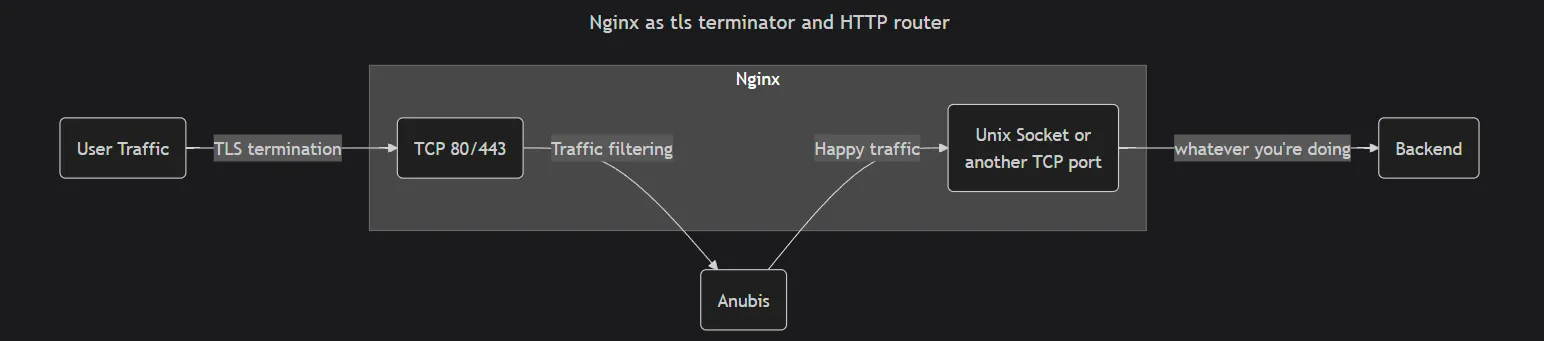 Nginx as tls terminator and HTTP router
Nginx
User Traffic
TLS termination
TCP 80/443
Traffic filtering
Happy traffic
Unix Socket or
another TCP port
whatever you're doing
Backend
Anubis